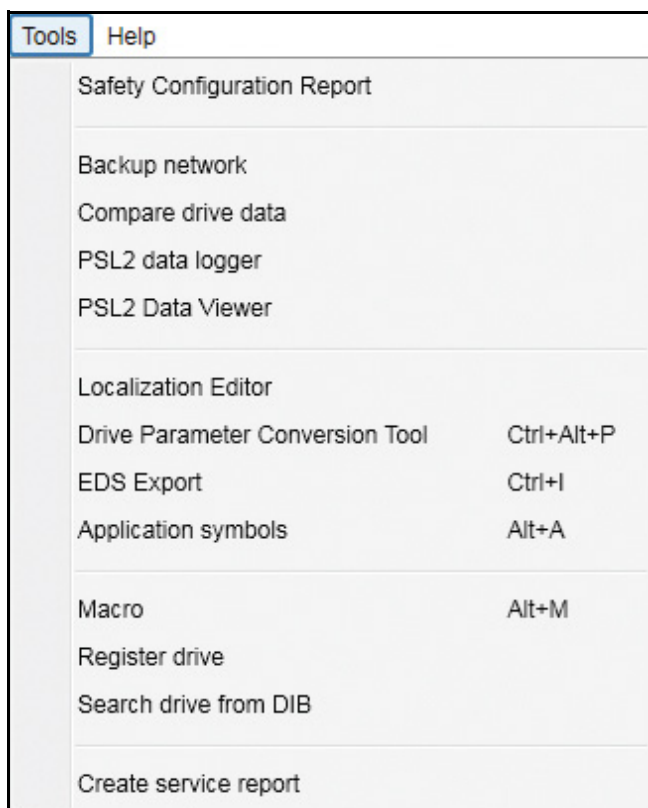 Tools Help
Safety Configuration Report
Backup network
Compare drive data
PSL2 data logger
PSL2 Data Viewer
Localization Editor
Drive Parameter Conversion Tool Ctrl+Alt+P
EDS Export Ctrl+I
Application symbols Alt+A
Macro Alt+M
Register drive
Search drive from DIB
Create service report